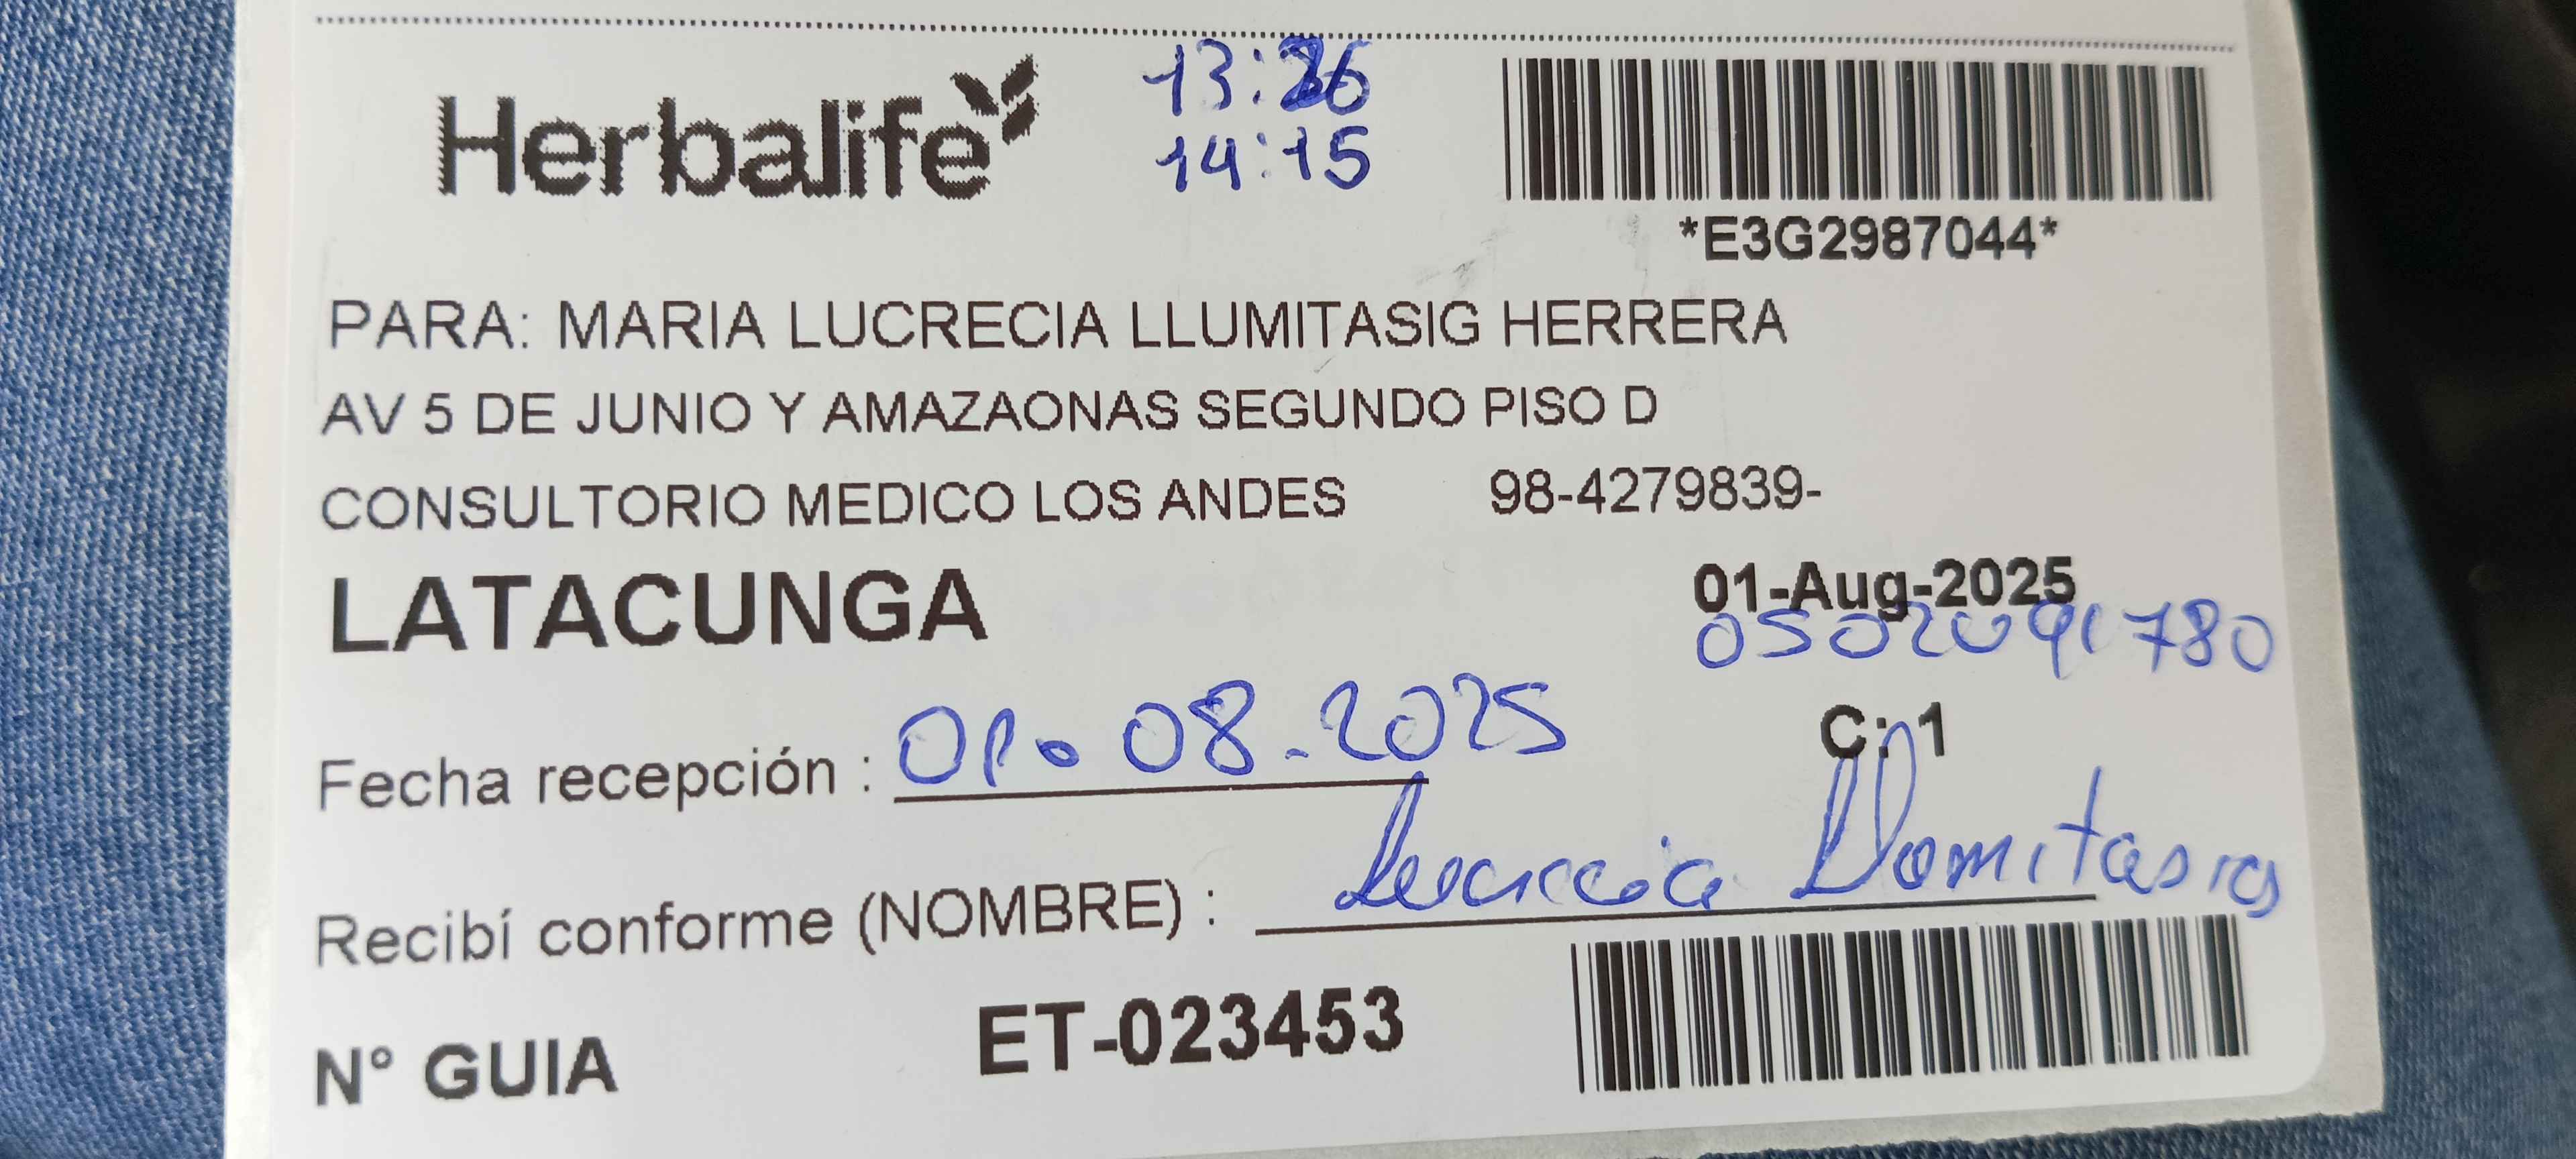 Herbalife
13:26
14:15
*E3G2987044*
PARA: MARIA LUCRECIA LLUMITASIG HERRERA
AV 5 DE JUNIO Y AMAZAONAS SEGUNDO PISO D
CONSULTORIO MEDICO LOS ANDES 98-4279839-
LATACUNGA
01-Aug-2025
0502091780
Fecha recepción : 01.08.2025
C: 1
Recibí conforme (NOMBRE) : Lucrecia Llomitasig
N° GUIA ET-023453